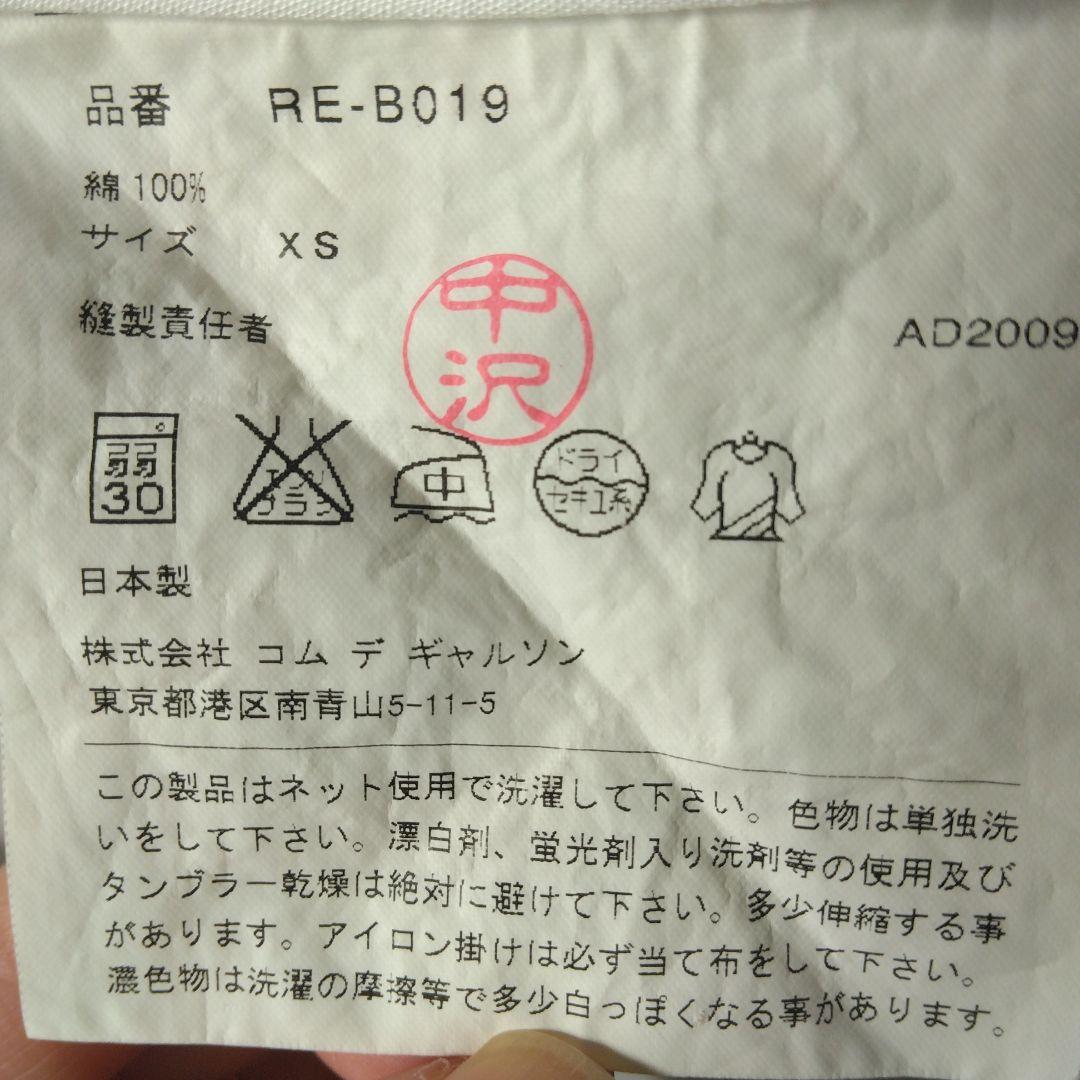 品番 RE-B019
綿 100%
サイズ XS
縫製責任者 中沢 AD2009
弱 30
エンソ サラシ
中
ドライ セキユ系
日本製
株式会社 コム デ ギャルソン
東京都港区南青山5-11-5
この製品はネット使用で洗濯して下さい。色物は単独洗
いをして下さい。漂白剤、蛍光剤入り洗剤等の使用及び
タンブラー乾燥は絶対に避けて下さい。多少伸縮する事
があります。アイロン掛けは必ず当て布をして下さい。
濃色物は洗濯の摩擦等で多少白っぽくなる事があります。